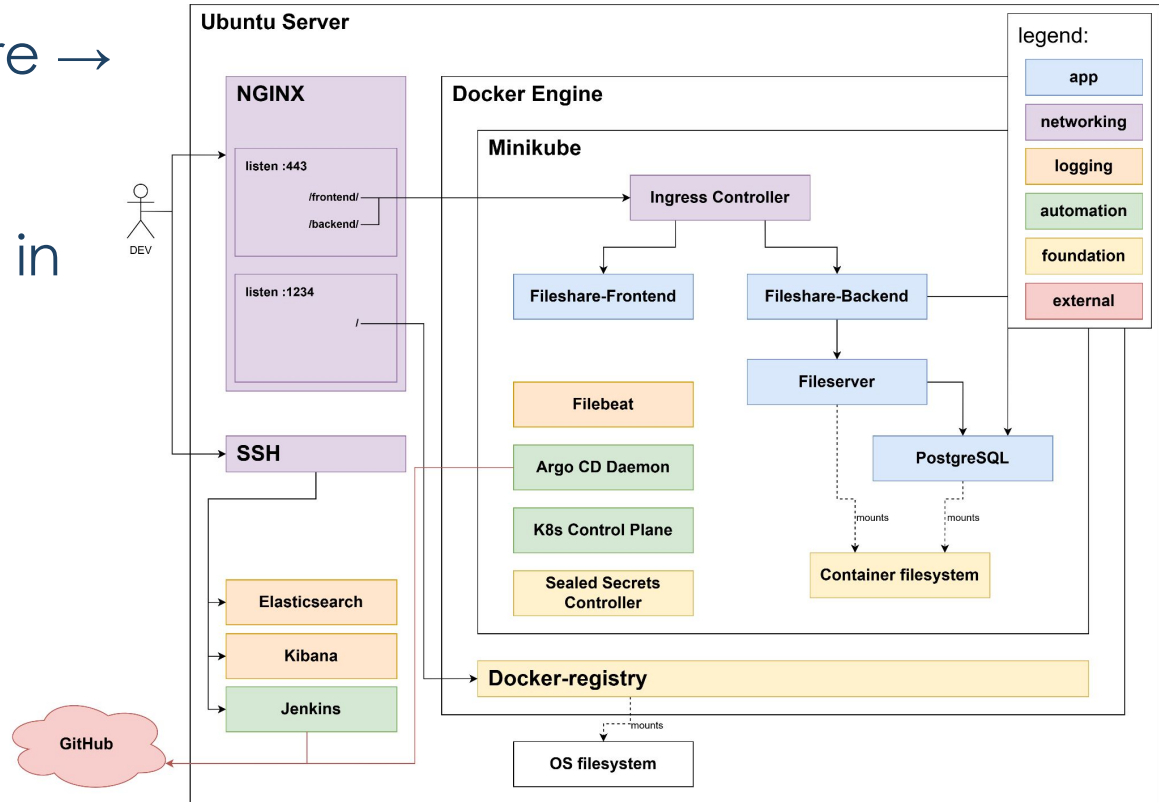 re →
in
Ubuntu Server
legend:
app
networking
logging
automation
foundation
external
NGINX
listen :443
/frontend/
/backend/
listen :1234
/
DEV
SSH
Elasticsearch
Kibana
Jenkins
GitHub
Docker Engine
Minikube
Ingress Controller
Fileshare-Frontend
Fileshare-Backend
Fileserver
PostgreSQL
Filebeat
Argo CD Daemon
K8s Control Plane
Sealed Secrets
Controller
mounts
mounts
Container filesystem
Docker-registry
mounts
OS filesystem